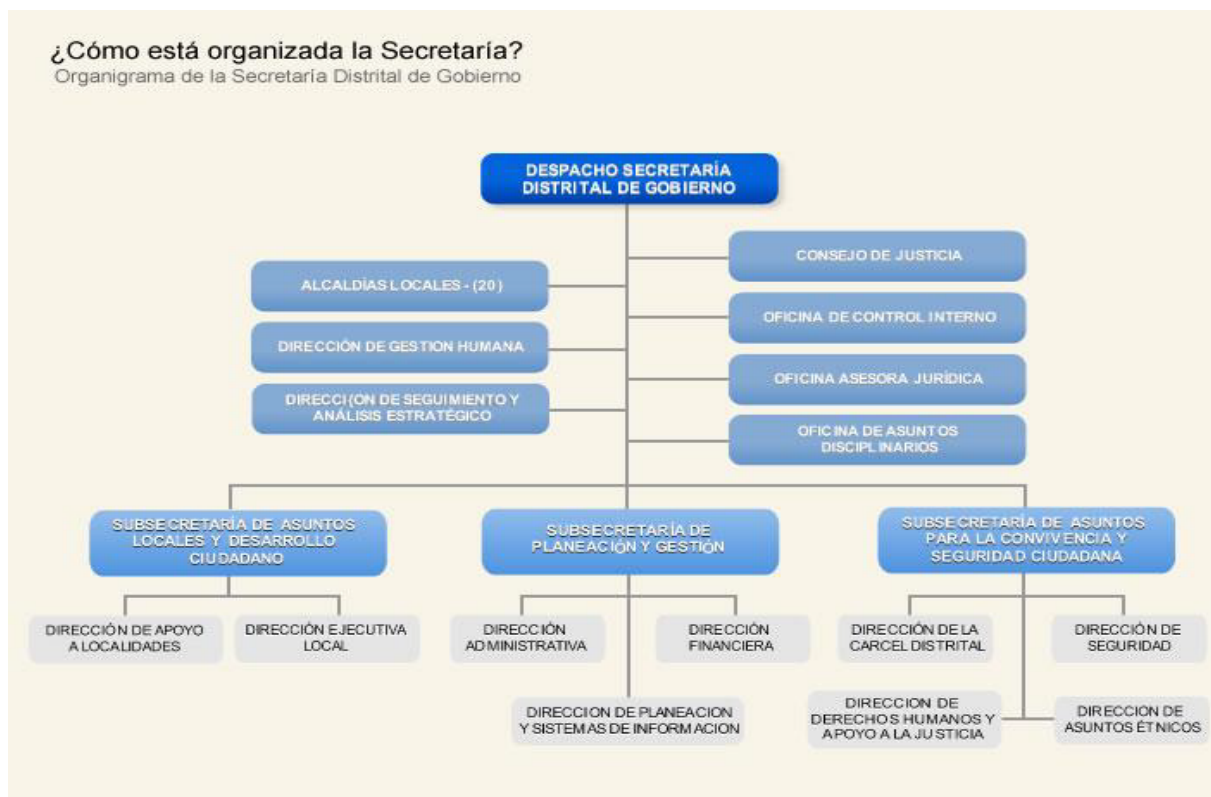 ¿Cómo está organizada la Secretaría?
Organigrama de la Secretaría Distrital de Gobierno
DESPACHO SECRETARÍA
DISTRITAL DE GOBIERNO
CONSEJO DE JUSTICIA
ALCALDÍAS LOCALES - (20)
OFICINA DE CONTROL INTERNO
DIRECCIÓN DE GESTION HUMANA
OFICINA ASESORA JURÍDICA
DIRECCI(ON DE SEGUIMIENTO Y
ANÁLISIS ESTRATÉGICO
OFICINA DE ASUNTOS
DISCIPLINARIOS
SUBSECRETARÍA DE ASUNTOS
LOCALES Y DESARROLLO
CIUDADANO
SUBSECRETARÍA DE
PLANEACIÓN Y GESTIÓN
SUBSECRETARÍA DE ASUNTOS
PARA LA CONVIVENCIA Y
SEGURIDAD CIUDADANA
DIRECCIÓN DE APOYO
A LOCALIDADES
DIRECCIÓN EJECUTIVA
LOCAL
DIRECCIÓN
ADMINISTRATIVA
DIRECCIÓN
FINANCIERA
DIRECCIÓN DE LA
CARCEL DISTRITAL
DIRECCIÓN DE
SEGURIDAD
DIRECCION DE PLANEACION
Y SISTEMAS DE INFORMACION
DIRECCION DE
DERECHOS HUMANOS Y
APOYO A LA JUSTICIA
DIRECCION DE
ASUNTOS ÉTNICOS